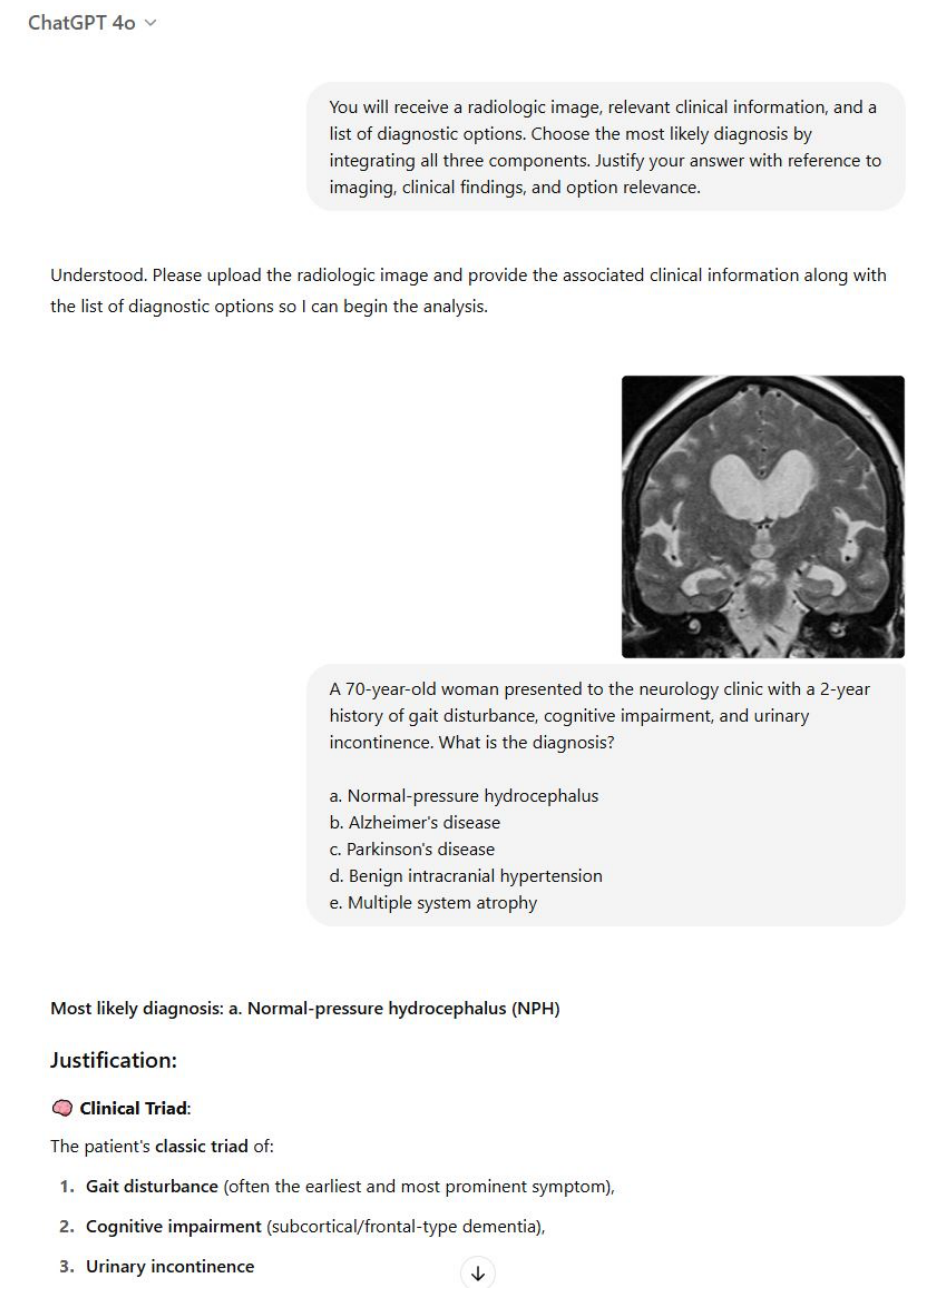 ChatGPT 4o
You will receive a radiologic image, relevant clinical information, and a
list of diagnostic options. Choose the most likely diagnosis by
integrating all three components. Justify your answer with reference to
imaging, clinical findings, and option relevance.
Understood. Please upload the radiologic image and provide the associated clinical information along with
the list of diagnostic options so I can begin the analysis.
A 70-year-old woman presented to the neurology clinic with a 2-year
history of gait disturbance, cognitive impairment, and urinary
incontinence. What is the diagnosis?
a. Normal-pressure hydrocephalus
b. Alzheimer's disease
c. Parkinson's disease
d. Benign intracranial hypertension
e. Multiple system atrophy
Most likely diagnosis: a. Normal-pressure hydrocephalus (NPH)
Justification:
🧠 Clinical Triad:
The patient's classic triad of:
1. Gait disturbance (often the earliest and most prominent symptom),
2. Cognitive impairment (subcortical/frontal-type dementia),
3. Urinary incontinence